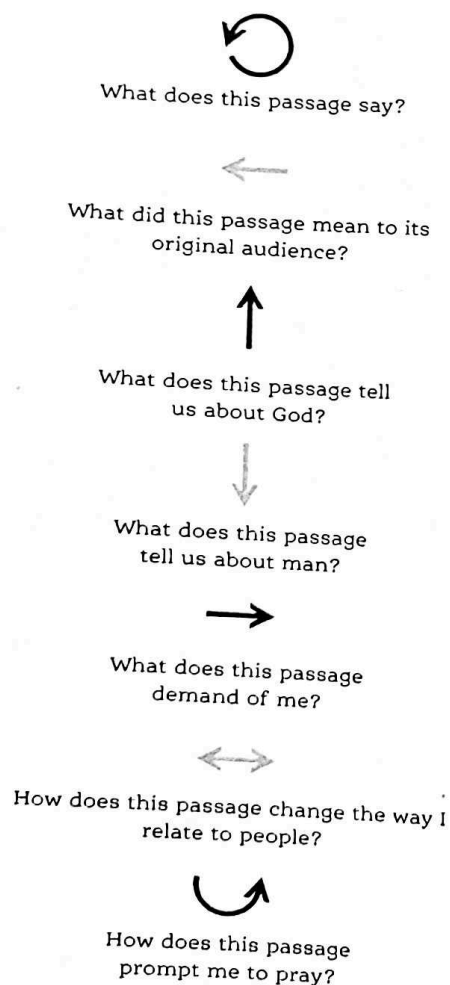 What does this passage say?
What did this passage mean to its
original audience?
What does this passage tell
us about God?
What does this passage
tell us about man?
What does this passage
demand of me?
How does this passage change the way I
relate to people?
How does this passage
prompt me to pray?